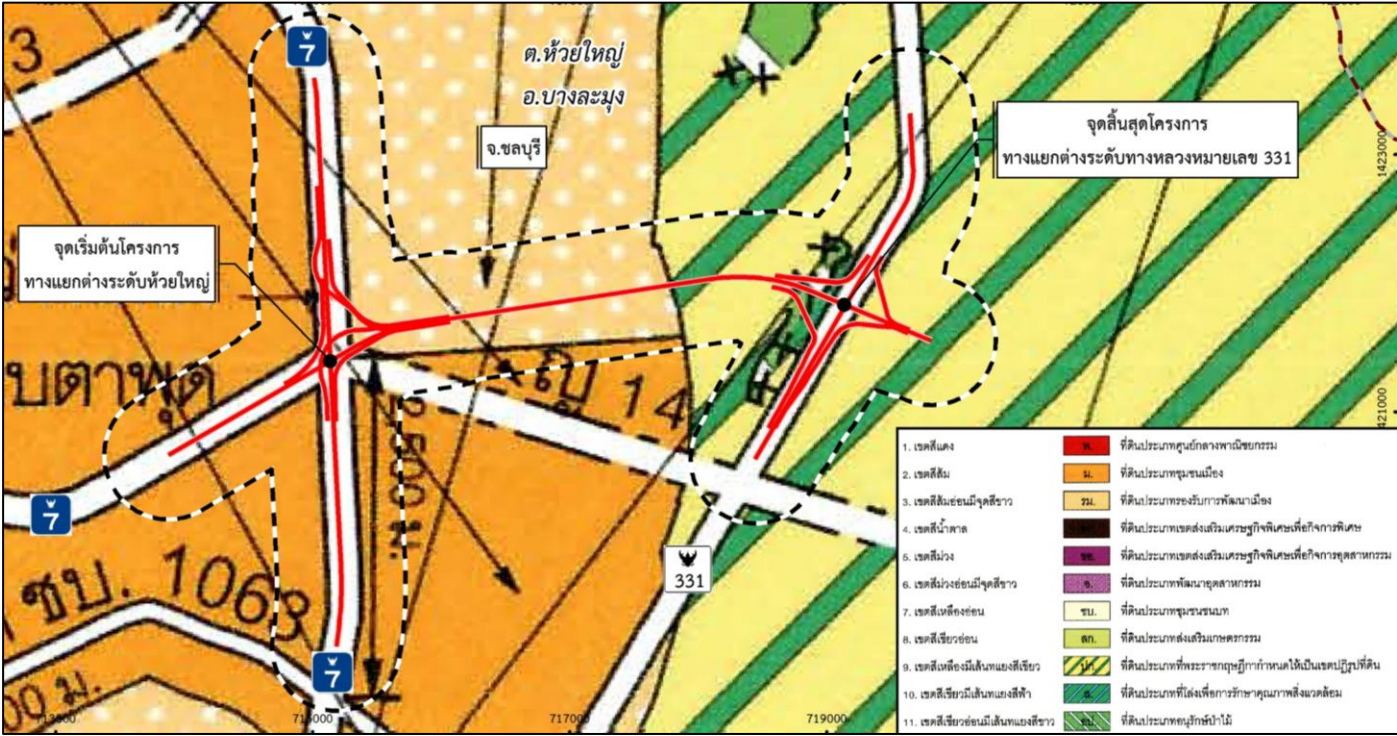 3
7
ต.ห้วยใหญ่
อ.บางละมุง
จ.ชลบุรี
จุดสิ้นสุดโครงการ
ทางแยกต่างระดับทางหลวงหมายเลข 331
1423000
จุดเริ่มต้นโครงการ
ทางแยกต่างระดับห้วยใหญ่
บตาพุด
ญ 14
2,500 ม.
1421000
7
331
ชบ. 1063
7
00 ม.
713000
715000
717000
719000
1. เขตสีแดง พ. ที่ดินประเภทศูนย์กลางพาณิชยกรรม
2. เขตสีส้ม ม. ที่ดินประเภทชุมชนเมือง
3. เขตสีส้มอ่อนมีจุดสีขาว รม. ที่ดินประเภทรองรับการพัฒนาเมือง
4. เขตสีน้ำตาล ที่ดินประเภทเขตส่งเสริมเศรษฐกิจพิเศษเพื่อกิจการพิเศษ
5. เขตสีม่วง ขอ. ที่ดินประเภทเขตส่งเสริมเศรษฐกิจพิเศษเพื่อกิจการอุตสาหกรรม
6. เขตสีม่วงอ่อนมีจุดสีขาว อ. ที่ดินประเภทพัฒนาอุตสาหกรรม
7. เขตสีเหลืองอ่อน ชบ. ที่ดินประเภทชุมชนชนบท
8. เขตสีเขียวอ่อน สก. ที่ดินประเภทส่งเสริมเกษตรกรรม
9. เขตสีเหลืองมีเส้นทแยงสีเขียว ปก. ที่ดินประเภทที่พระราชกฤษฎีกากำหนดให้เป็นเขตปฏิรูปที่ดิน
10. เขตสีเขียวมีเส้นทแยงสีฟ้า ที่ดินประเภทที่โล่งเพื่อการรักษาคุณภาพสิ่งแวดล้อม
11. เขตสีเขียวอ่อนมีเส้นทแยงสีขาว ที่ดินประเภทอนุรักษ์ป่าไม้